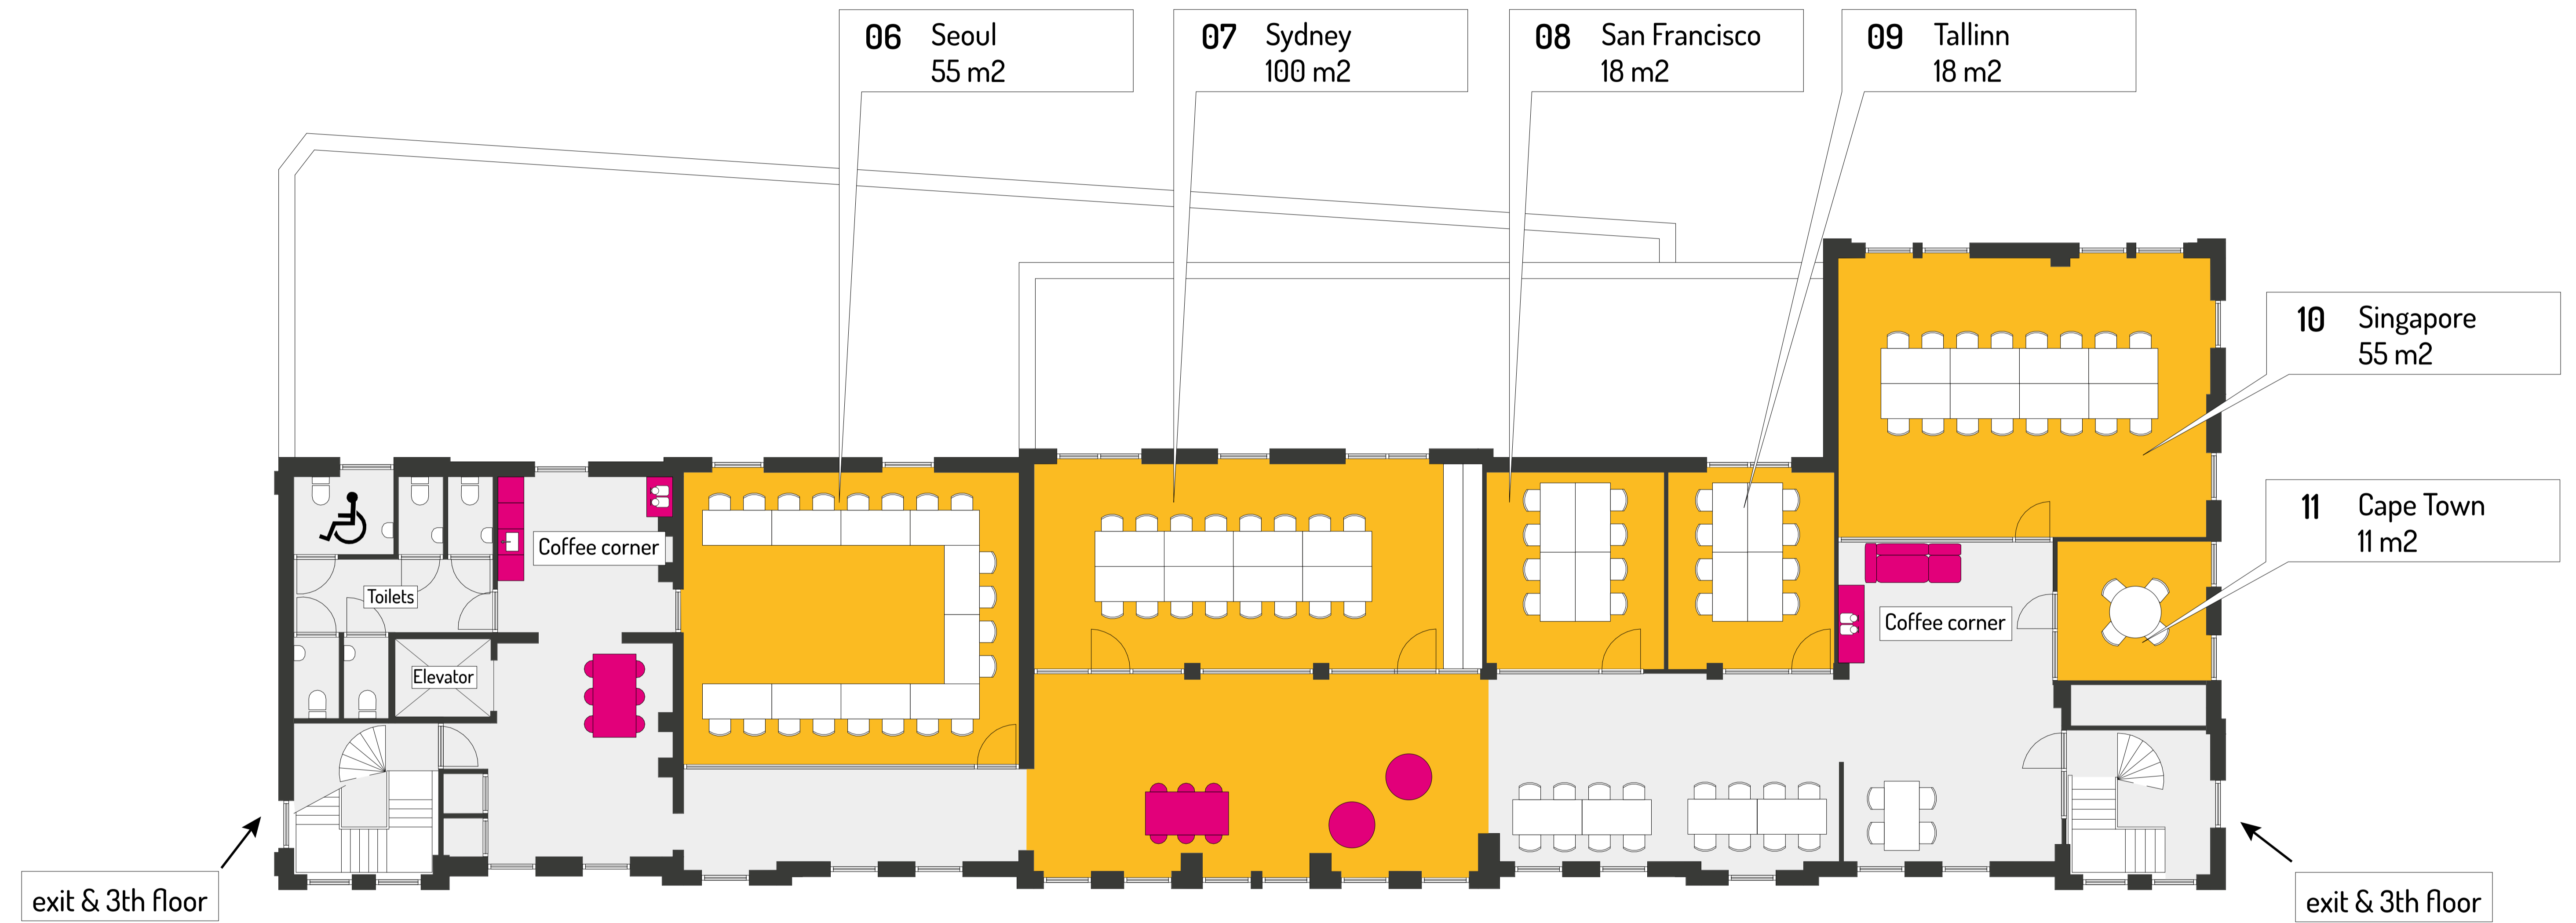 06 Seoul
55 m2
07 Sydney
100 m2
08 San Francisco
18 m2
09 Tallinn
18 m2
10 Singapore
55 m2
11 Cape Town
11 m2
Coffee corner
Toilets
Elevator
Coffee corner
exit & 3th floor
exit & 3th floor